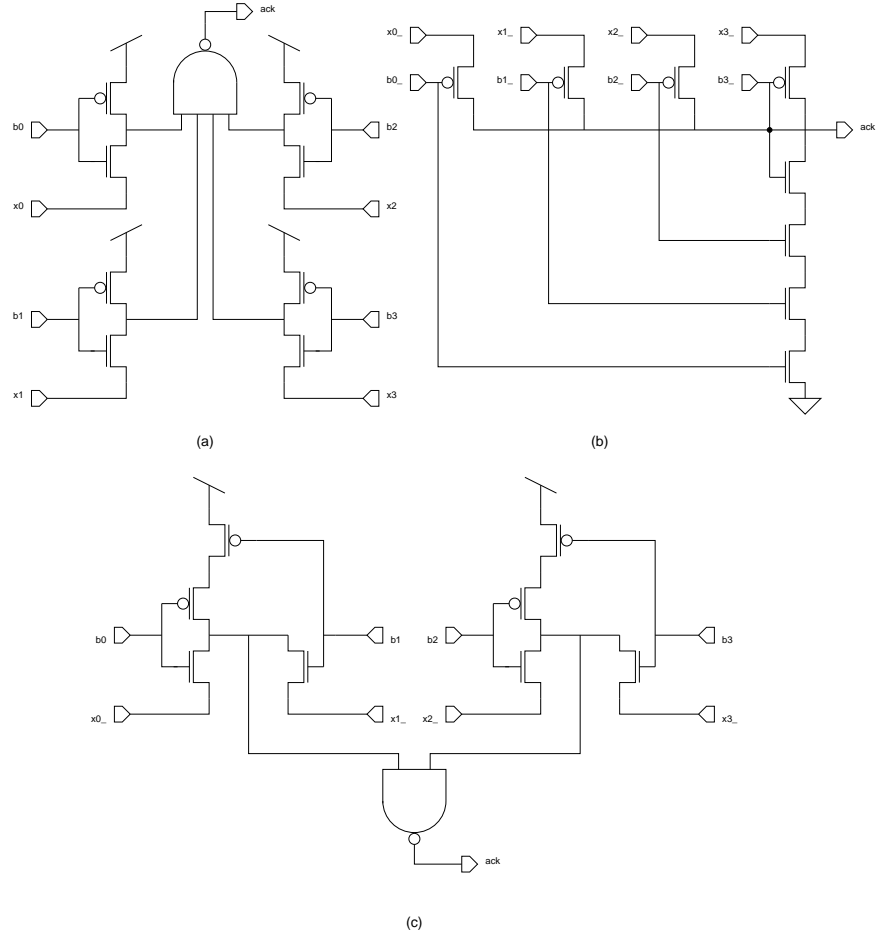 ack
x0_ x1_ x2_ x3_
b0_ b1_ b2_ b3_
b0 b2
ack
x0 x2
b1 b3
x1 x3
(a) (b)
b0 b1 b2 b3
x0_ x1_ x2_ x3_
ack
(c)